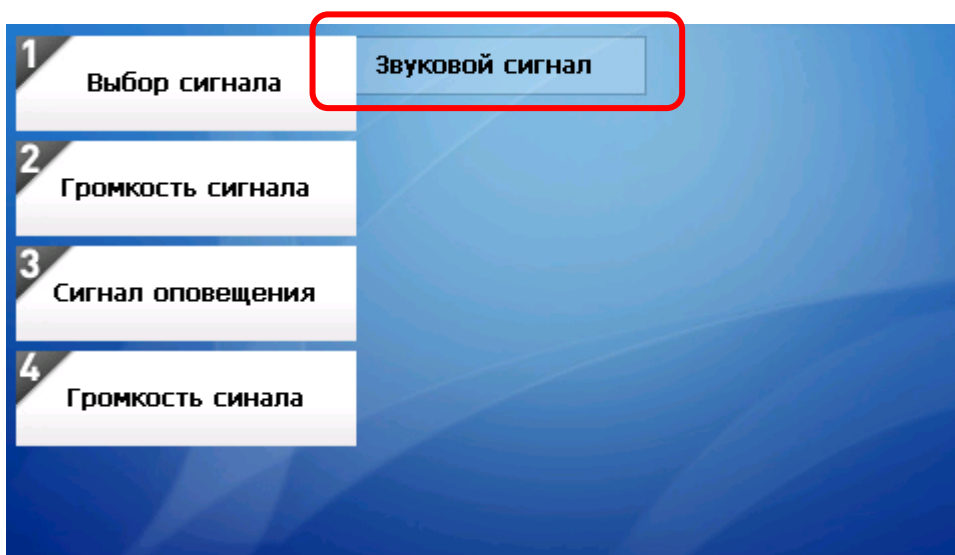 1
Выбор сигнала
Звуковой сигнал
2
Громкость сигнала
3
Сигнал оповещения
4
Громкость синала